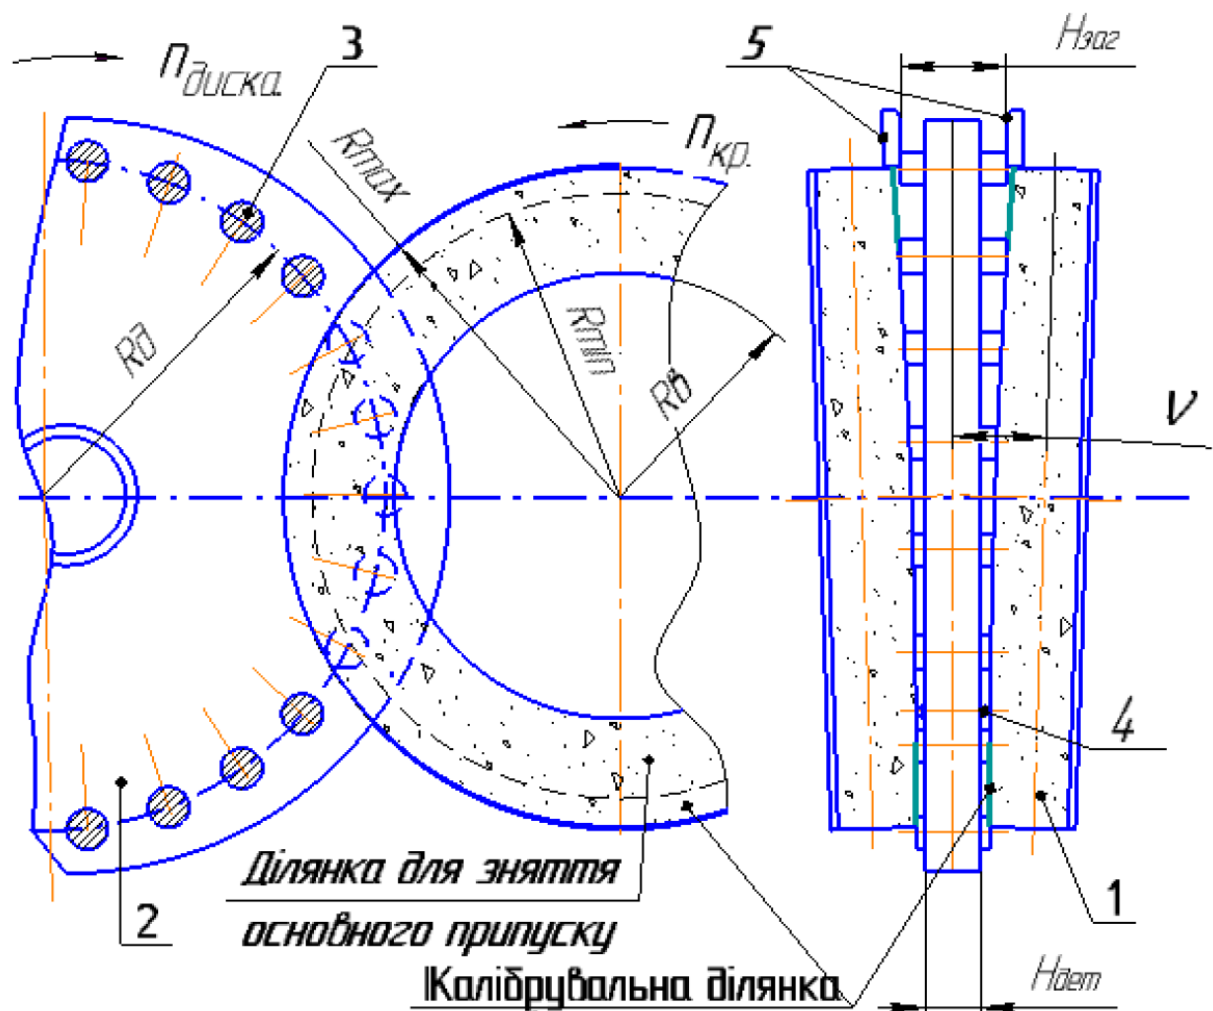 nдиска
3
Rmax
nкр.
5
Hзаг
Rд
Rmin
Rв
ν
4
2
Ділянка для зняття
основного припуску
1
Калібрувальна ділянка
Hдет